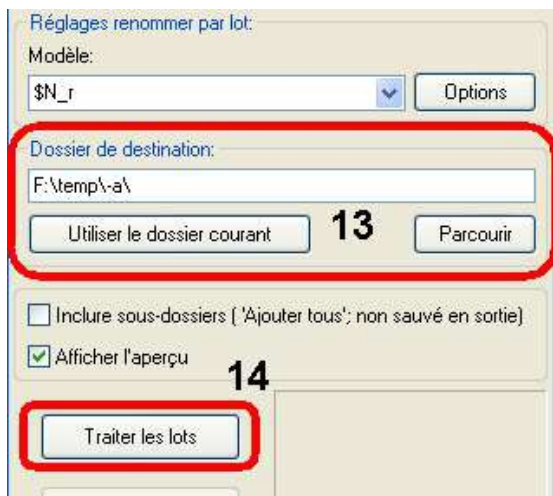 Réglages renommer par lot:
Modèle:
$N_r
Options
Dossier de destination:
F:\temp\-a\
Utiliser le dossier courant 13 Parcourir
Inclure sous-dossiers ( 'Ajouter tous'; non sauvé en sortie)
Afficher l'aperçu
14
Traiter les lots